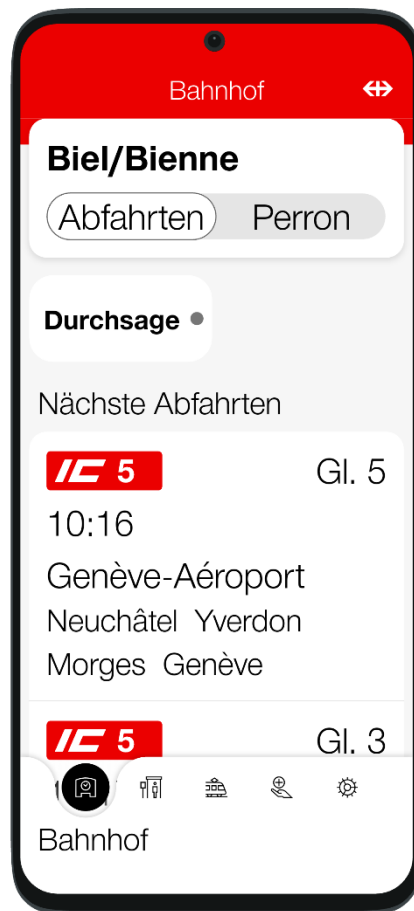 Bahnhof
Biel/Bienne
Abfahrten Perron
Durchsage
Nächste Abfahrten
IC 5 Gl. 5
10:16
Genève-Aéroport
Neuchâtel Yverdon
Morges Genève
IC 5 Gl. 3
Bahnhof